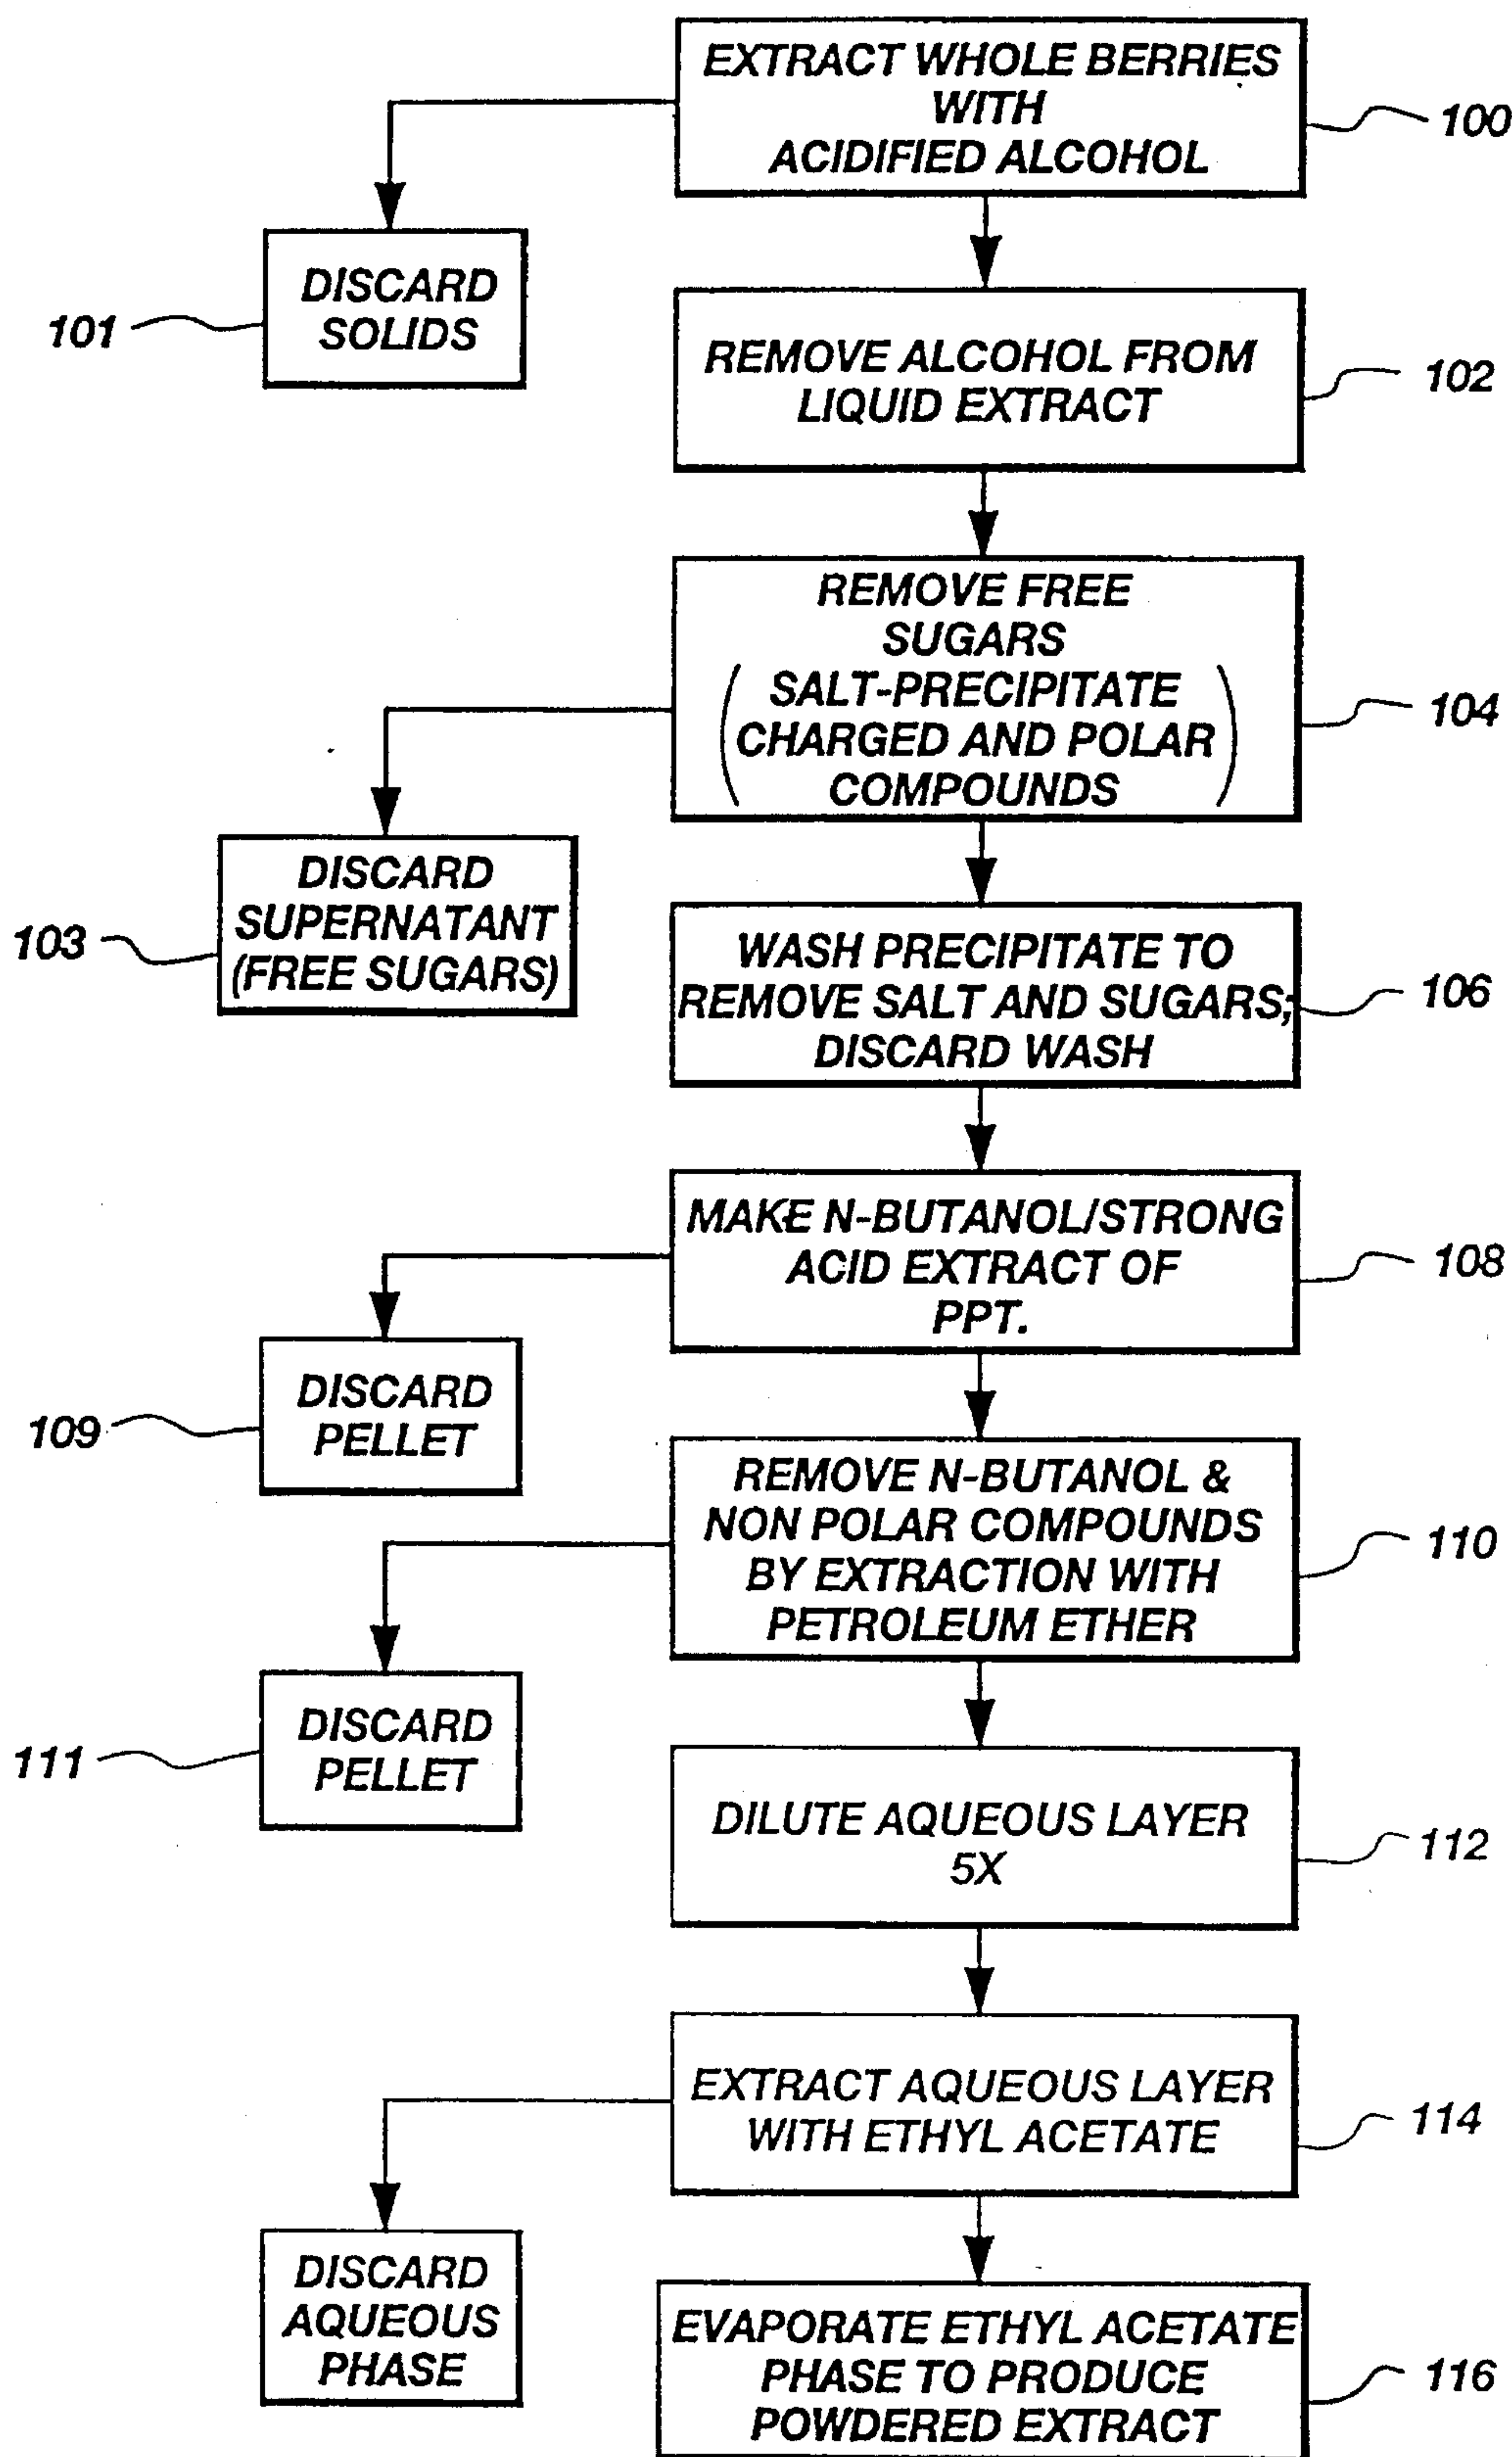 EXTRACT WHOLE BERRIES
WITH
ACIDIFIED ALCOHOL
100
DISCARD
SOLIDS
101
REMOVE ALCOHOL FROM
LIQUID EXTRACT
102
REMOVE FREE
SUGARS
( SALT-PRECIPITATE
CHARGED AND POLAR
COMPOUNDS )
104
DISCARD
SUPERNATANT
(FREE SUGARS)
103
WASH PRECIPITATE TO
REMOVE SALT AND SUGARS;
DISCARD WASH
106
MAKE N-BUTANOL/STRONG
ACID EXTRACT OF
PPT.
108
DISCARD
PELLET
109
REMOVE N-BUTANOL &
NON POLAR COMPOUNDS
BY EXTRACTION WITH
PETROLEUM ETHER
110
DISCARD
PELLET
111
DILUTE AQUEOUS LAYER
5X
112
EXTRACT AQUEOUS LAYER
WITH ETHYL ACETATE
114
DISCARD
AQUEOUS
PHASE
EVAPORATE ETHYL ACETATE
PHASE TO PRODUCE
POWDERED EXTRACT
116